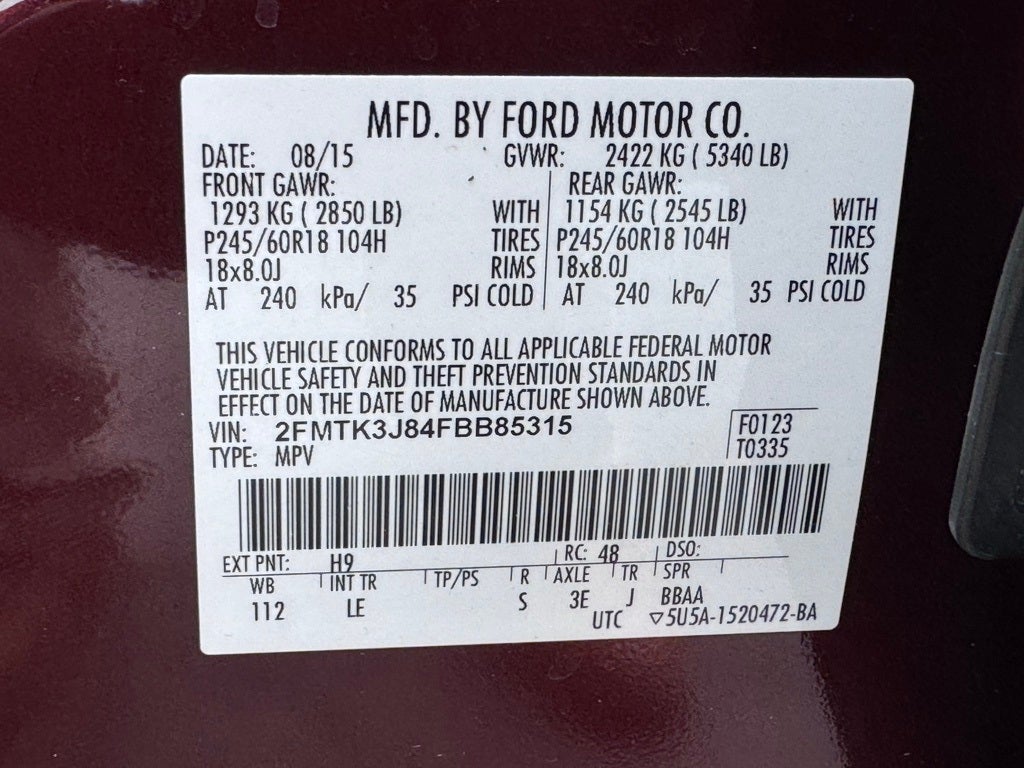 MFD. BY FORD MOTOR CO.
DATE: 08/15 GVWR: 2422 KG ( 5340 LB)
FRONT GAWR: REAR GAWR:
1293 KG ( 2850 LB) WITH 1154 KG ( 2545 LB) WITH
P245/60R18 104H TIRES P245/60R18 104H TIRES
18x8.0J RIMS 18x8.0J RIMS
AT 240 kPa/ 35 PSI COLD AT 240 kPa/ 35 PSI COLD
THIS VEHICLE CONFORMS TO ALL APPLICABLE FEDERAL MOTOR
VEHICLE SAFETY AND THEFT PREVENTION STANDARDS IN
EFFECT ON THE DATE OF MANUFACTURE SHOWN ABOVE.
VIN: 2FMTK3J84FBB85315 F0123
TYPE: MPV T0335
EXT PNT: H9 RC: 48 DSO:
WB INT TR TP/PS R AXLE TR SPR
112 LE S 3E J BBAA
UTC ▽5U5A-1520472-BA